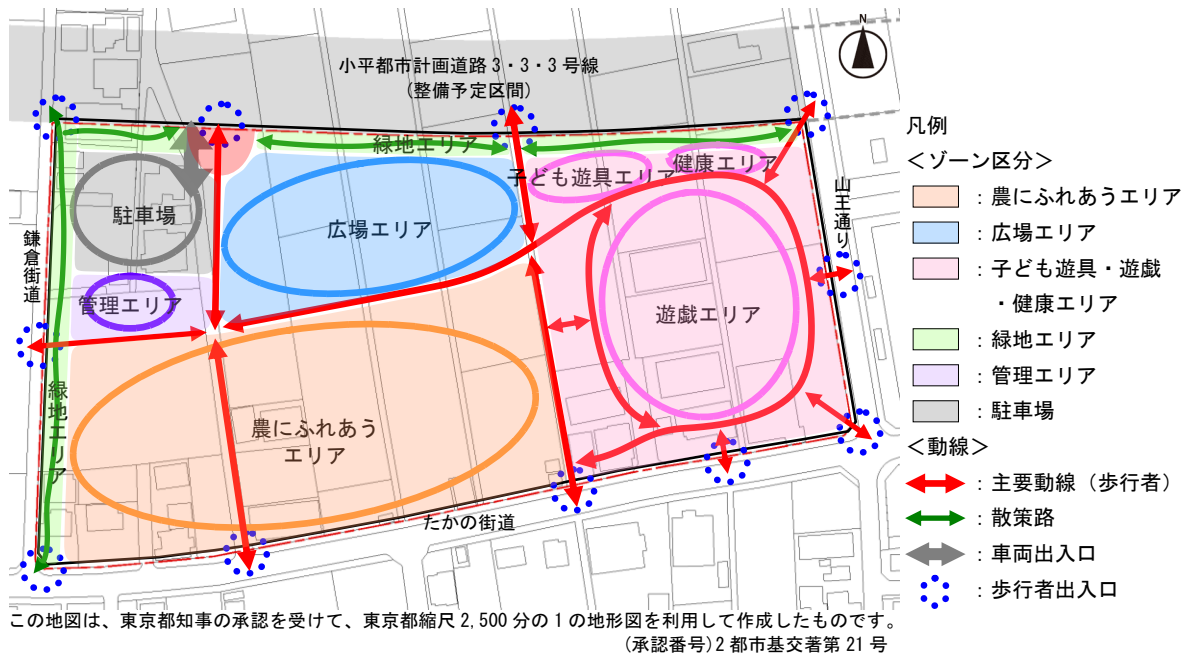 N
小平都市計画道路3・3・3号線
(整備予定区間)
緑地エリア
子ども遊具エリア
健康エリア
駐車場
広場エリア
山王通り
鎌倉街道
管理エリア
遊戯エリア
緑地エリア
農にふれあう
エリア
たかの街道
凡例
＜ゾーン区分＞
：農にふれあうエリア
：広場エリア
：子ども遊具・遊戯
・健康エリア
：緑地エリア
：管理エリア
：駐車場
＜動線＞
：主要動線（歩行者）
：散策路
：車両出入口
：歩行者出入口
この地図は、東京都知事の承認を受けて、東京都縮尺2,500分の1の地形図を利用して作成したものです。
(承認番号)2都市基交著第21号